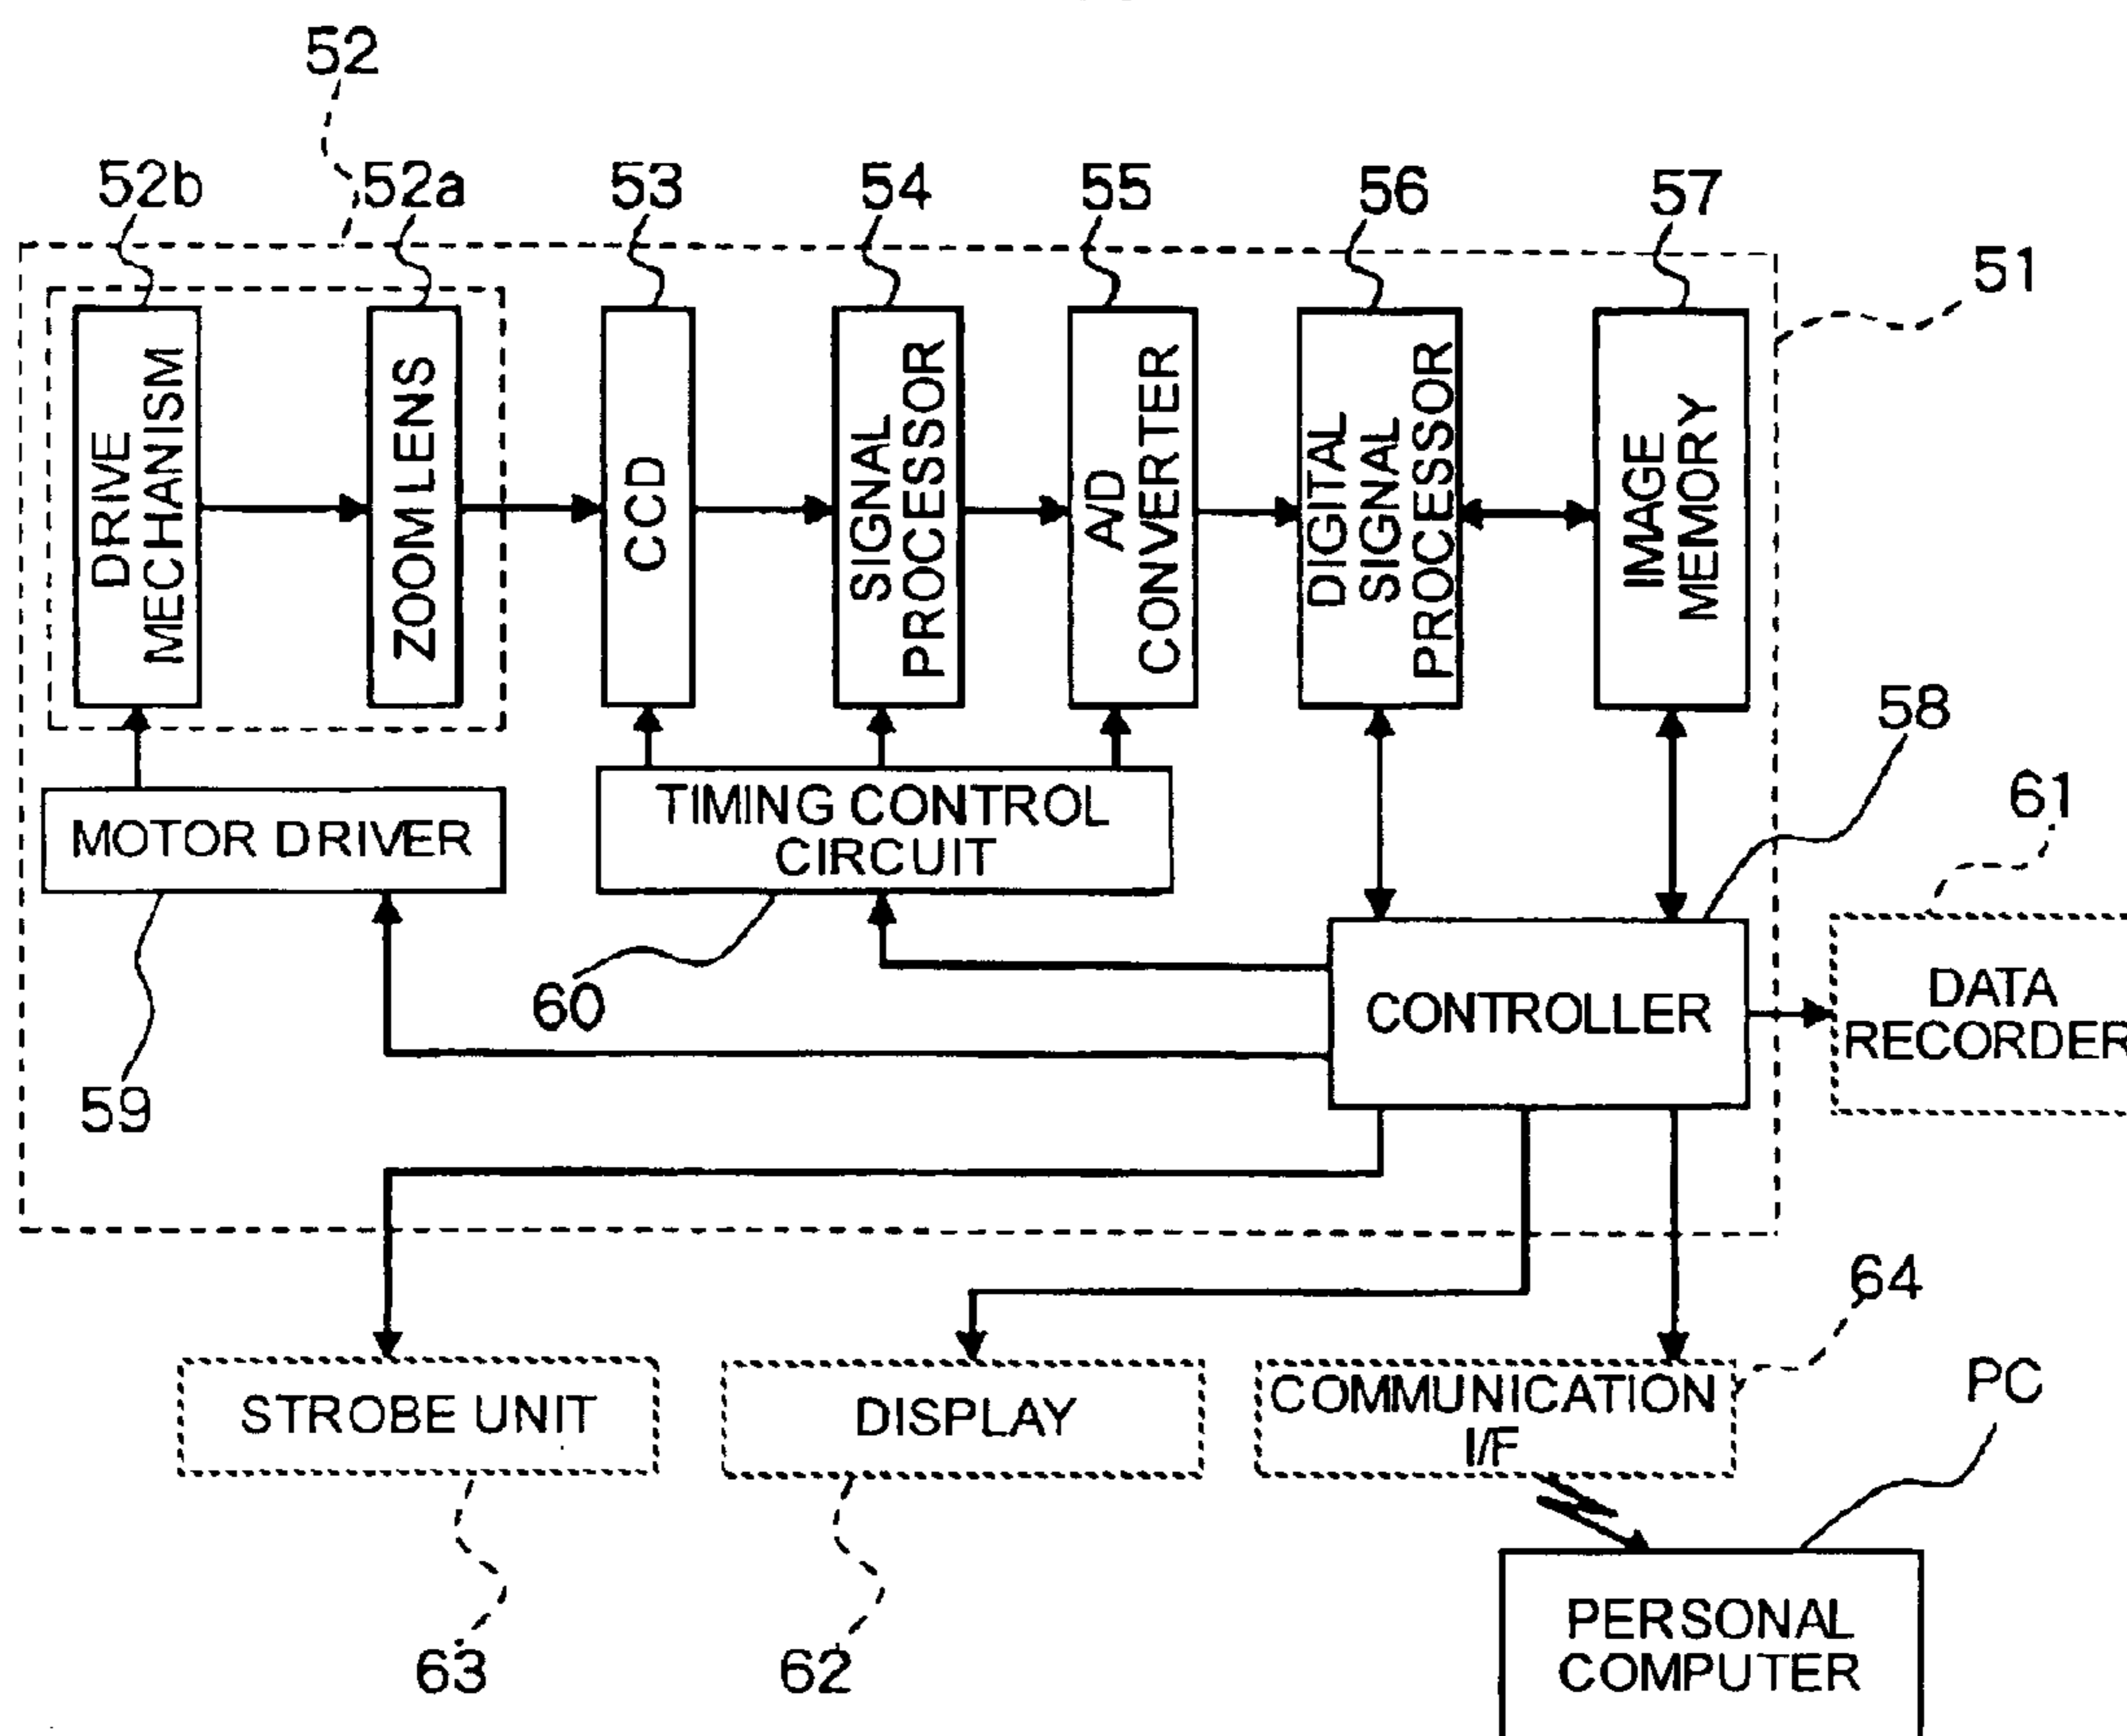 52
52b
52a
53
54
55
56
57
51
DRIVE
MECHANISM
ZOOM LENS
CCD
SIGNAL
PROCESSOR
A/D
CONVERTER
DIGITAL
SIGNAL
PROCESSOR
IMAGE
MEMORY
58
61
MOTOR DRIVER
TIMING CONTROL
CIRCUIT
60
59
CONTROLLER
DATA
RECORDER
64
STROBE UNIT
DISPLAY
COMMUNICATION
I/F
PC
63
62
PERSONAL
COMPUTER